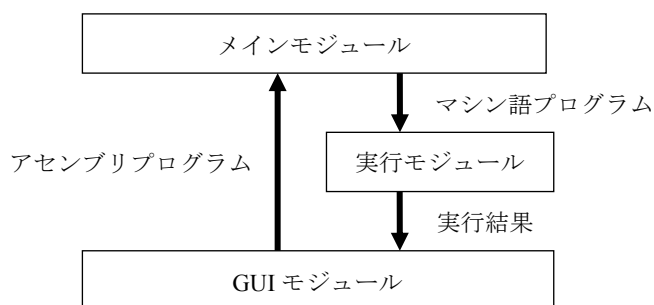 メインモジュール
マシン語プログラム
アセンブリプログラム
実行モジュール
実行結果
GUI モジュール